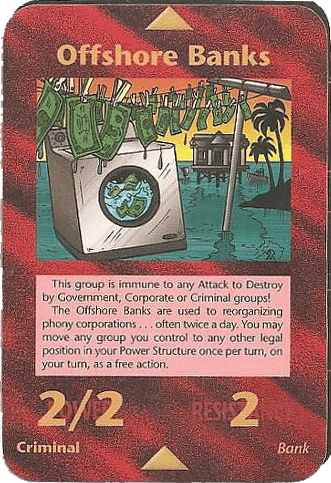 Offshore Banks
This group is immune to any Attack to Destroy
by Government, Corporate or Criminal groups!
The Offshore Banks are used to reorganizing
phony corporations . . . often twice a day. You may
move any group you control to any other legal
position in your Power Structure once per turn, on
your turn, as a free action.
POWER RESISTANCE
2/2 2
Criminal Bank